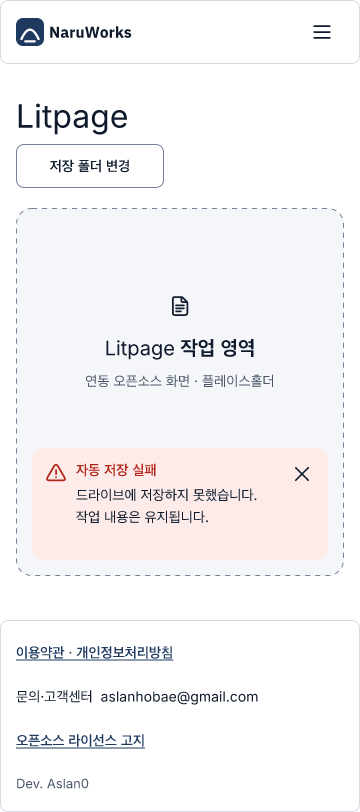 NaruWorks
Litpage
저장 폴더 변경
Litpage 작업 영역
연동 오픈소스 화면 · 플레이스홀더
자동 저장 실패
드라이브에 저장하지 못했습니다.
작업 내용은 유지됩니다.
이용약관 · 개인정보처리방침
문의·고객센터 aslanhobae@gmail.com
오픈소스 라이선스 고지
Dev. Aslan0